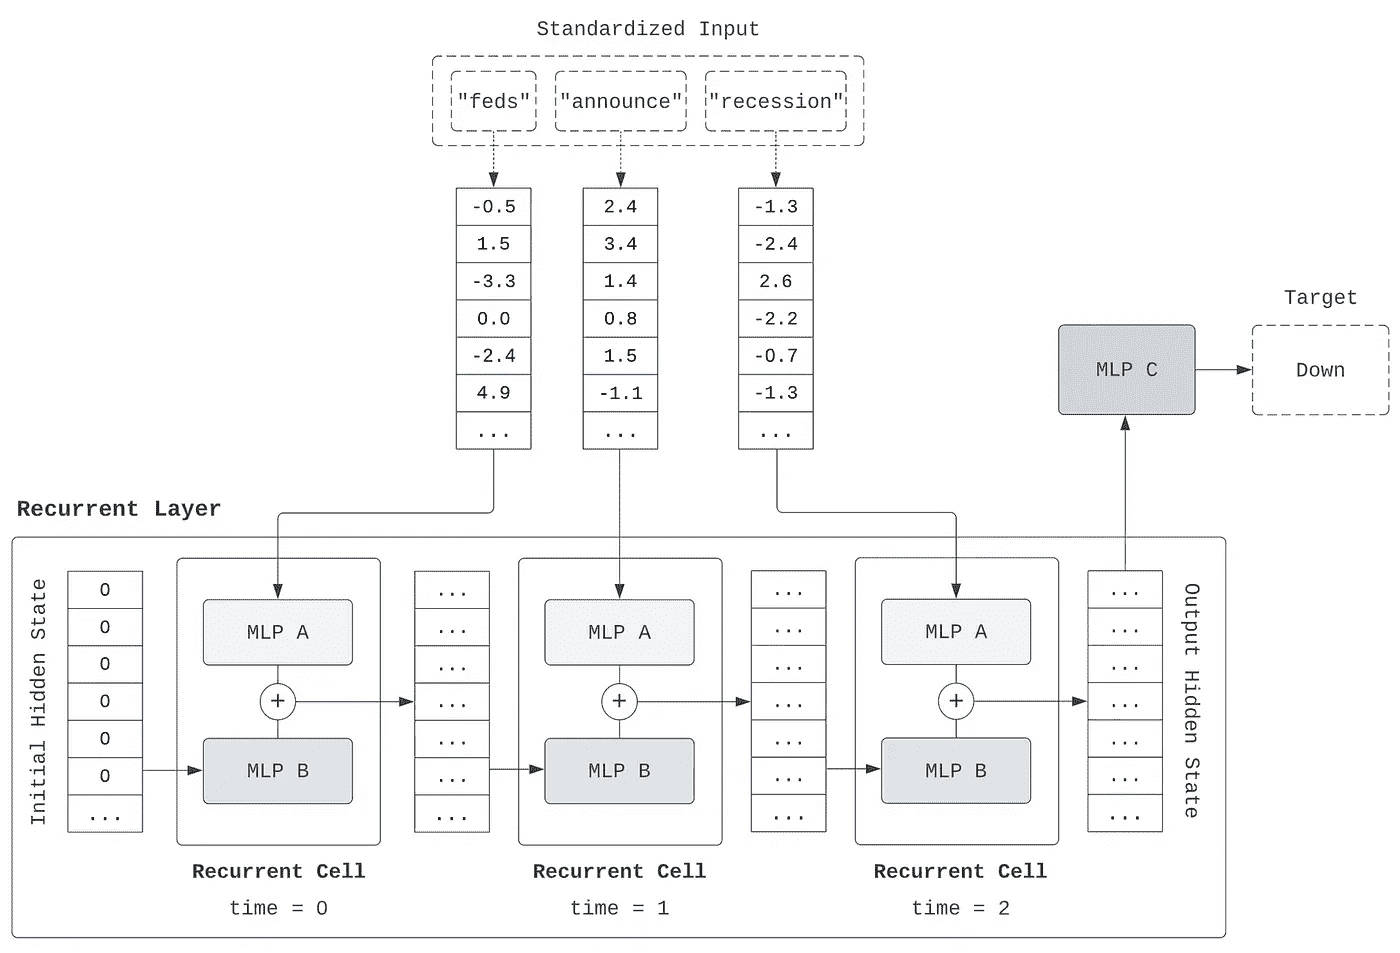 Standardized Input
"feds" "announce" "recession"
-0.5 2.4 -1.3
1.5 3.4 -2.4
-3.3 1.4 2.6
0.0 0.8 -2.2
-2.4 1.5 -0.7
4.9 -1.1 -1.3
... ... ...
Target
MLP C
Down
Recurrent Layer
Initial Hidden State
0
0
0
0
0
0
...
MLP A
+
MLP B
Recurrent Cell
time = 0
...
...
...
...
...
...
...
MLP A
+
MLP B
Recurrent Cell
time = 1
...
...
...
...
...
...
...
MLP A
+
MLP B
Recurrent Cell
time = 2
...
...
...
...
...
...
...
Output Hidden State